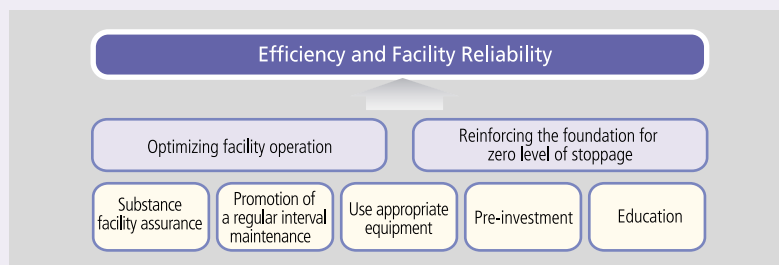 Efficiency and Facility Reliability
Optimizing facility operation
Reinforcing the foundation for
zero level of stoppage
Substance
facility assurance
Promotion of
a regular interval
maintenance
Use appropriate
equipment
Pre-investment
Education